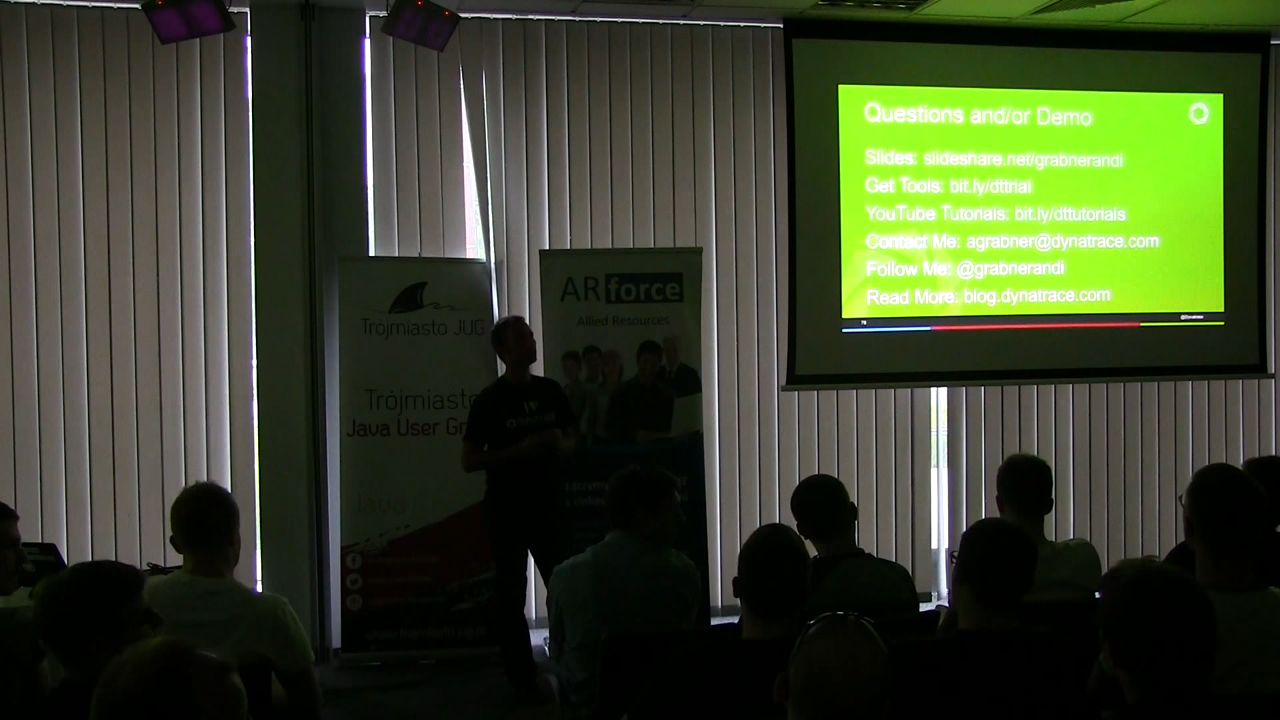 Questions and/or Demo
Slides: slideshare.net/grabnerandi
Get Tools: bit.ly/dttrial
YouTube Tutorials: bit.ly/dttutorials
Contact Me: agrabner@dynatrace.com
Follow Me: @grabnerandi
Read More: blog.dynatrace.com
@Dynatrace
Trójmiasto JUG
Trójmiasto
Java User Gr
ARforce
Allied Resources